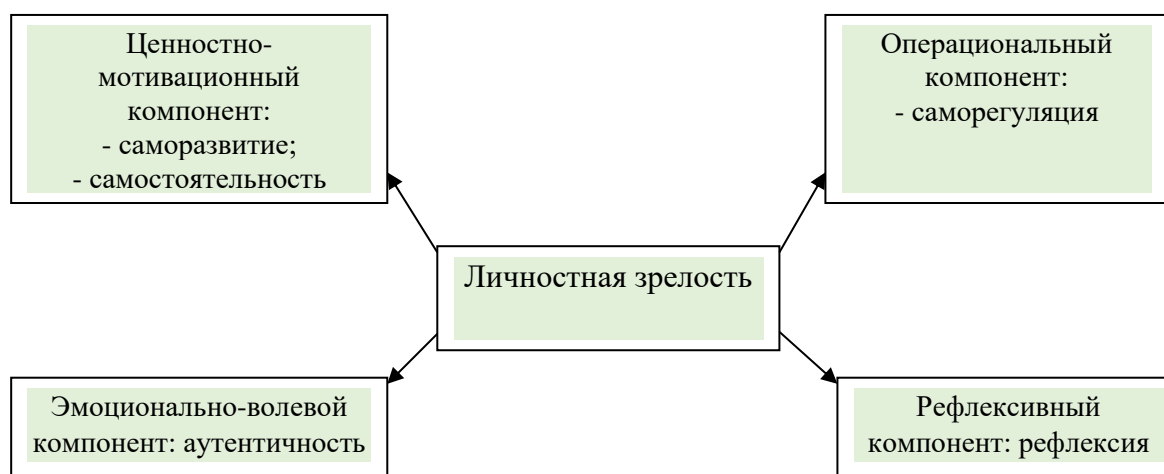 Ценностно-
мотивационный
компонент:
- саморазвитие;
- самостоятельность
Операциональный
компонент:
- саморегуляция
Личностная зрелость
Эмоционально-волевой
компонент: аутентичность
Рефлексивный
компонент: рефлексия